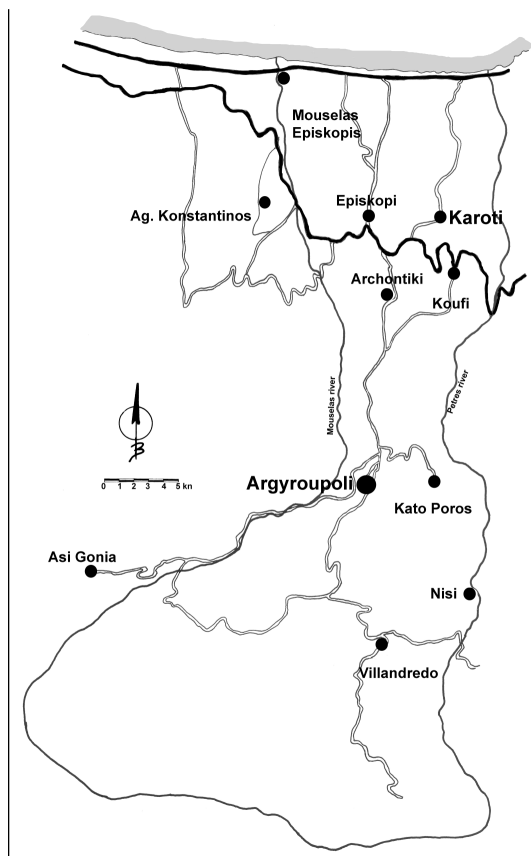 Mouselas
Episkopis
Ag. Konstantinos
Episkopi
Karoti
Archontiki
Koufi
Mouselas river
Petres river
0 1 2 3 4 5 kn
Argyroupoli
Kato Poros
Asi Gonia
Nisi
Villandredo